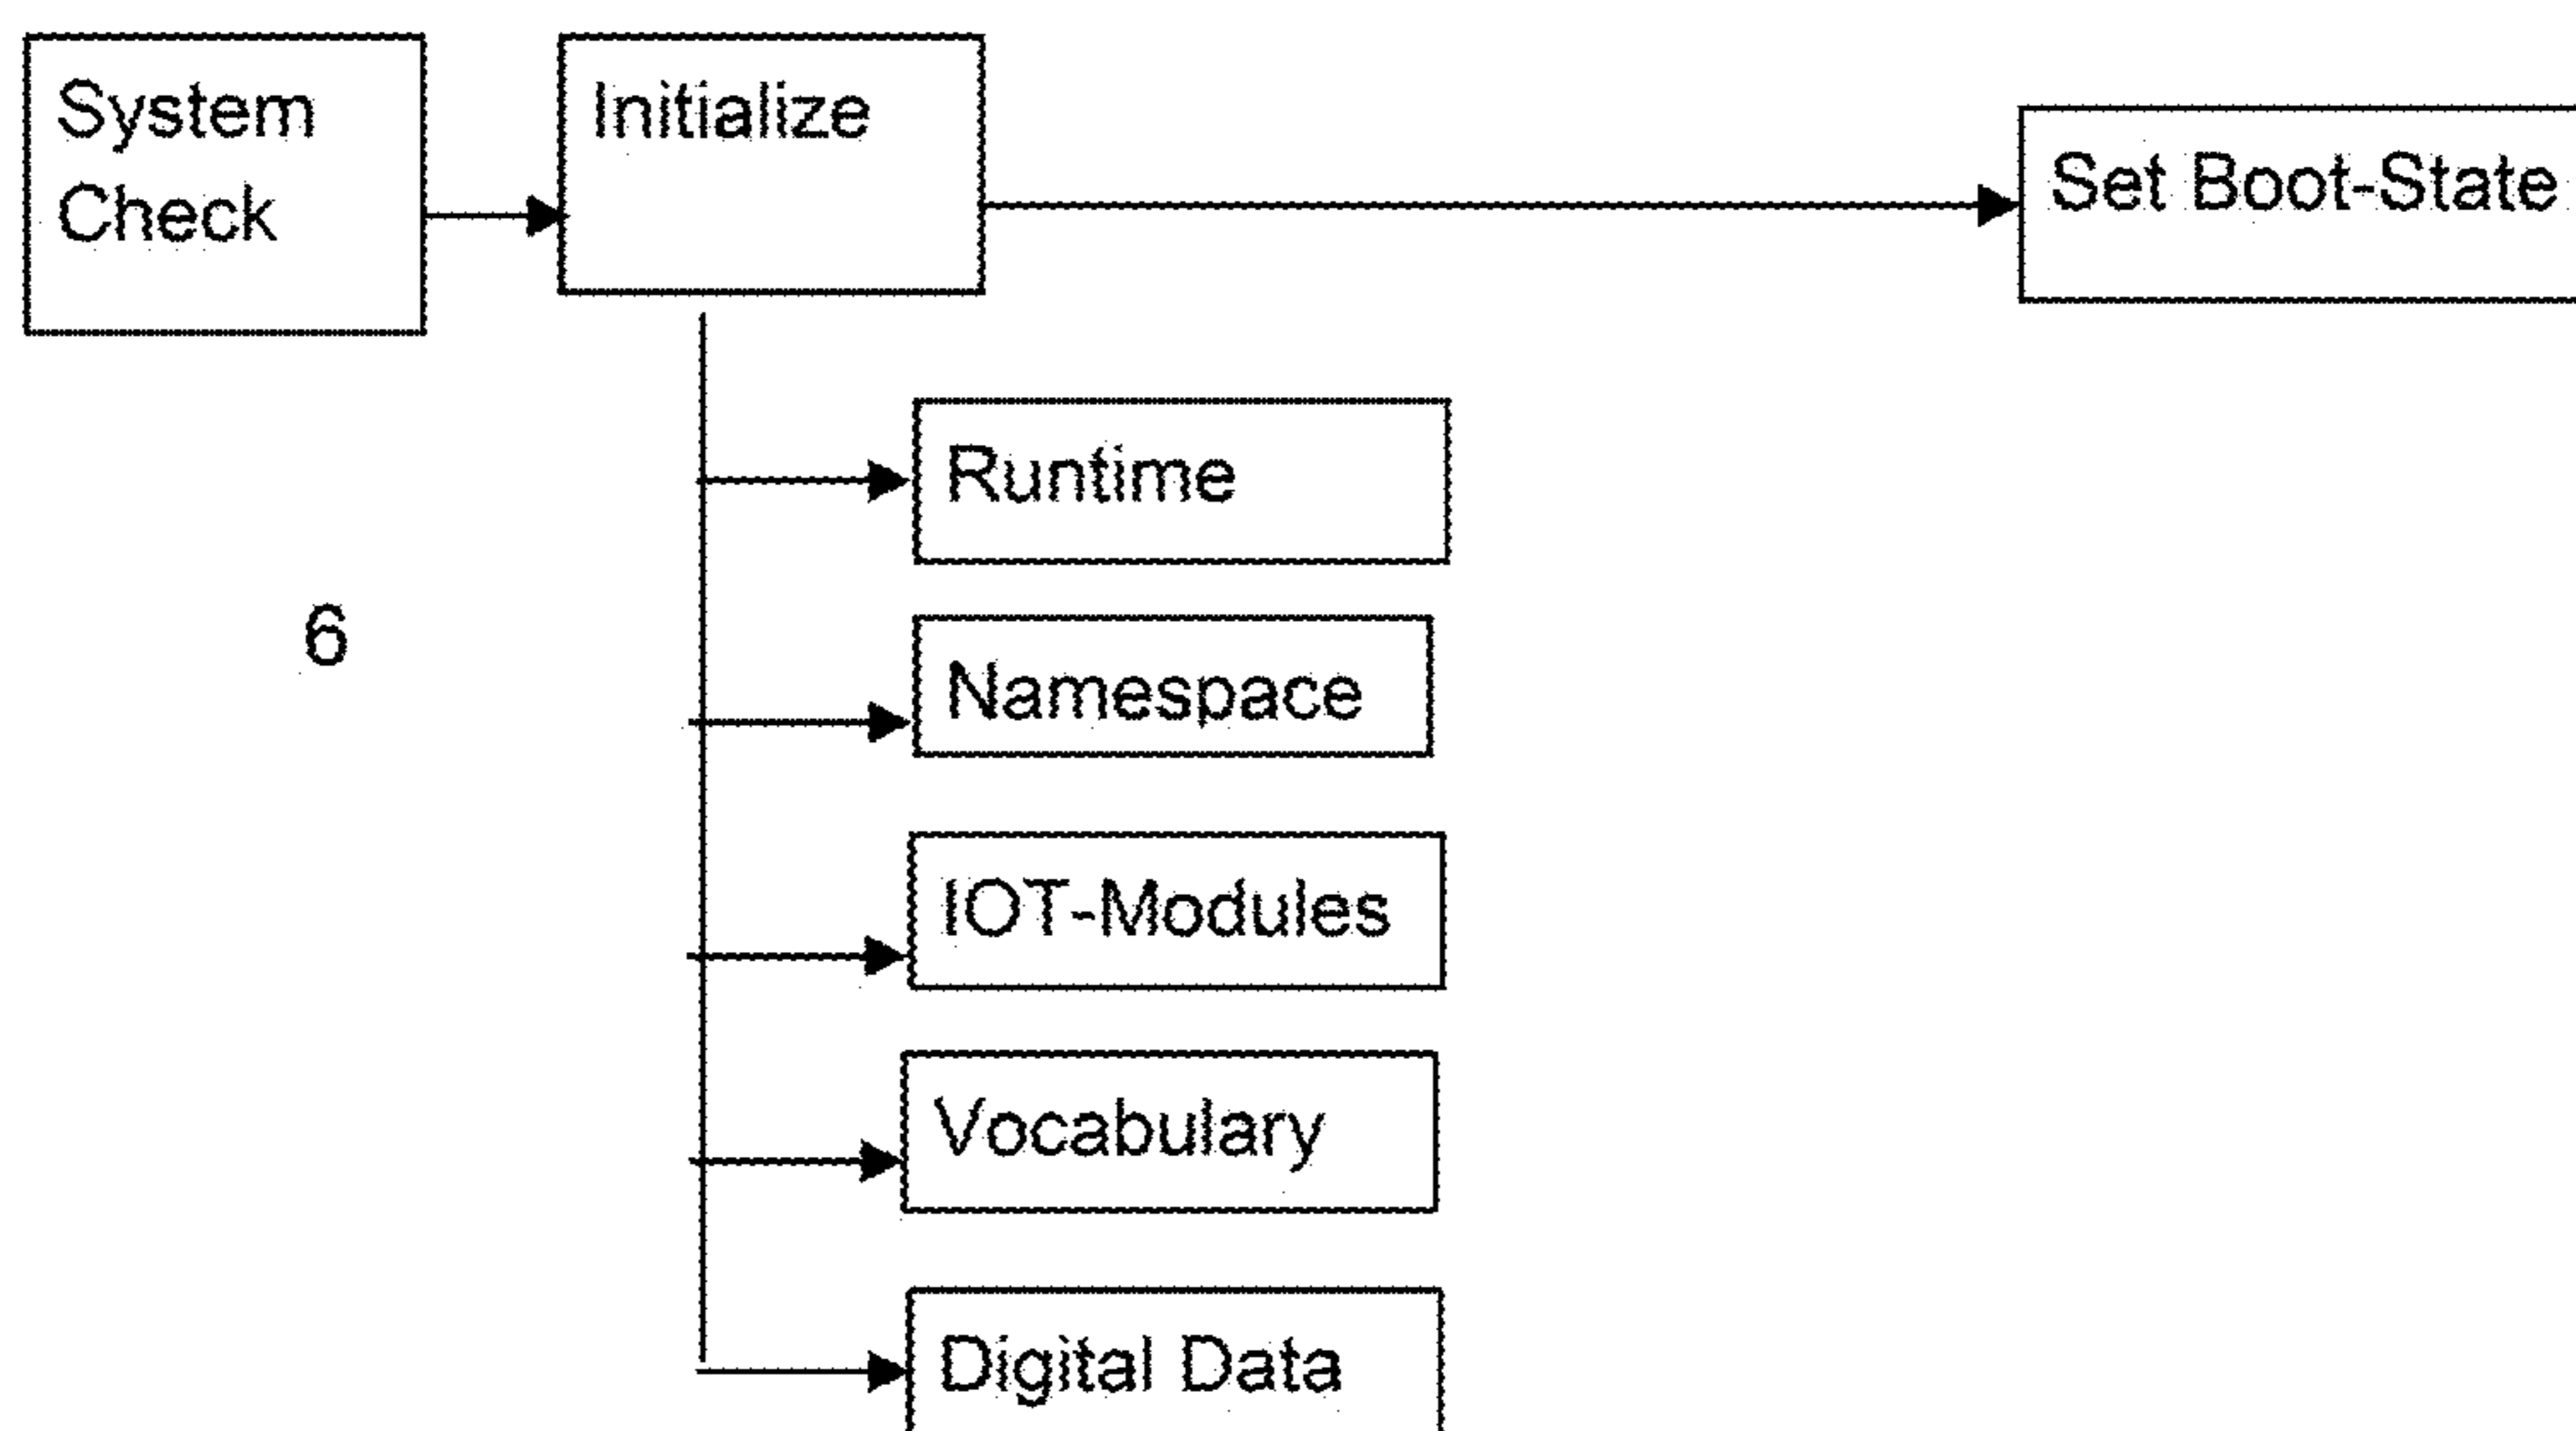 System
Check
Initialize
Set Boot-State
Runtime
6
Namespace
IOT-Modules
Vocabulary
Digital Data